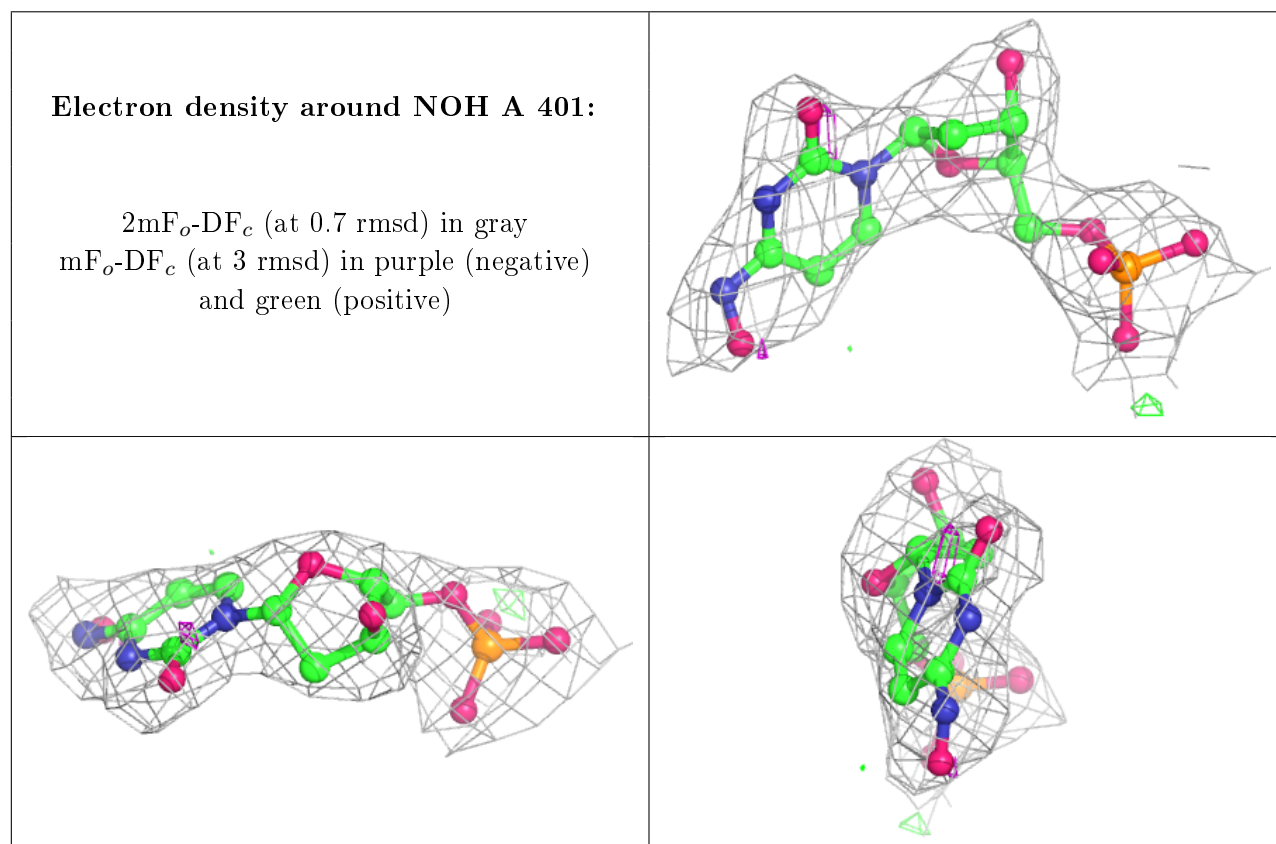 Electron density around NOH A 401:
2mFₒ-DF𝒸 (at 0.7 rmsd) in gray
mFₒ-DF𝒸 (at 3 rmsd) in purple (negative)
and green (positive)